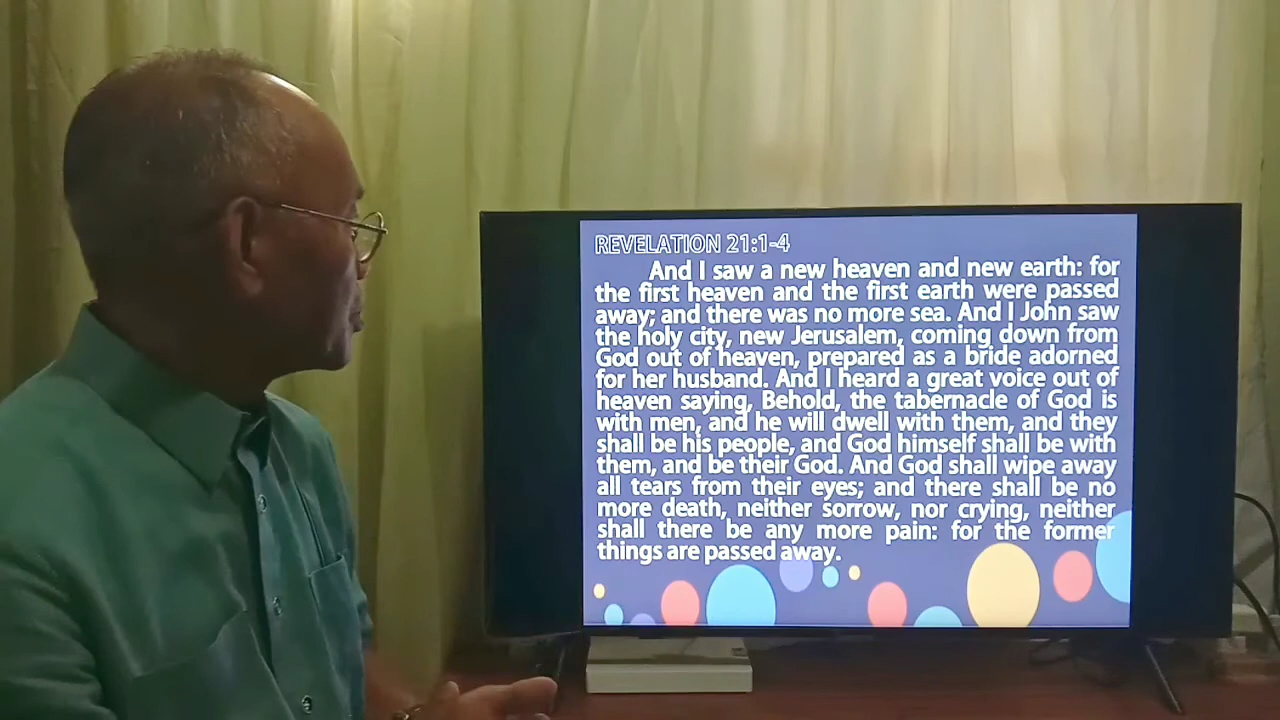 REVELATION 21:1-4
And I saw a new heaven and new earth: for
the first heaven and the first earth were passed
away; and there was no more sea. And I John saw
the holy city, new Jerusalem, coming down from
God out of heaven, prepared as a bride adorned
for her husband. And I heard a great voice out of
heaven saying, Behold, the tabernacle of God is
with men, and he will dwell with them, and they
shall be his people, and God himself shall be with
them, and be their God. And God shall wipe away
all tears from their eyes; and there shall be no
more death, neither sorrow, nor crying, neither
shall there be any more pain: for the former
things are passed away.